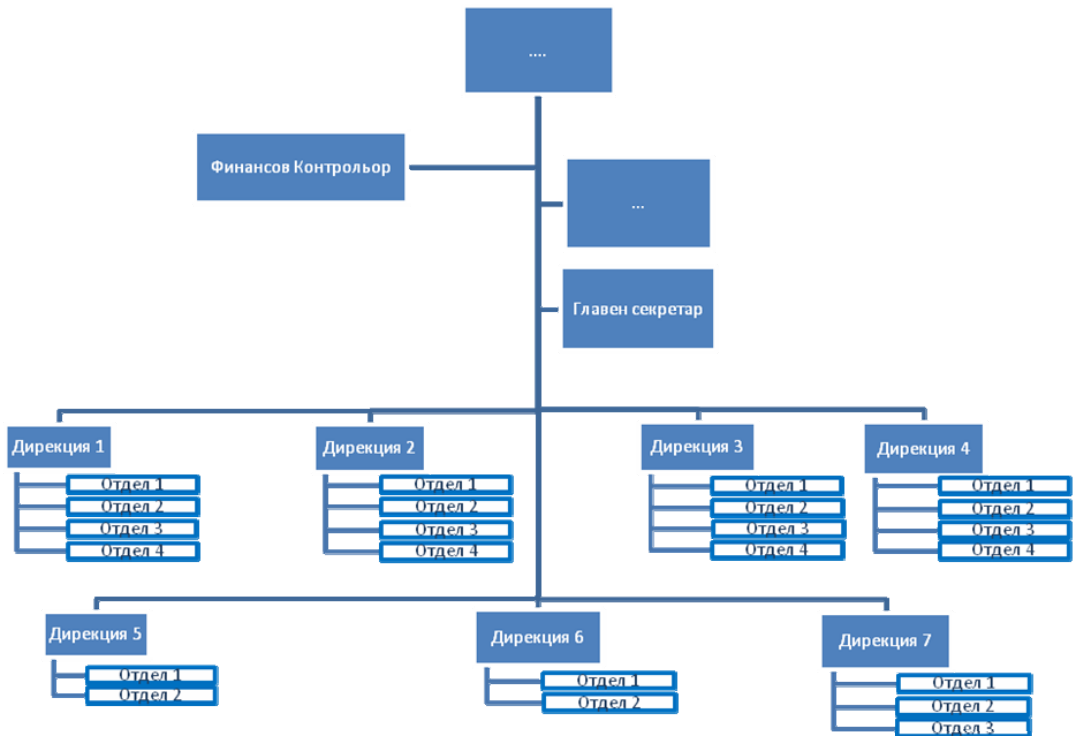 ....
Финансов Контрольор
...
Главен секретар
Дирекция 1
Отдел 1
Отдел 2
Отдел 3
Отдел 4
Дирекция 2
Отдел 1
Отдел 2
Отдел 3
Отдел 4
Дирекция 3
Отдел 1
Отдел 2
Отдел 3
Отдел 4
Дирекция 4
Отдел 1
Отдел 2
Отдел 3
Отдел 4
Дирекция 5
Отдел 1
Отдел 2
Дирекция 6
Отдел 1
Отдел 2
Дирекция 7
Отдел 1
Отдел 2
Отдел 3